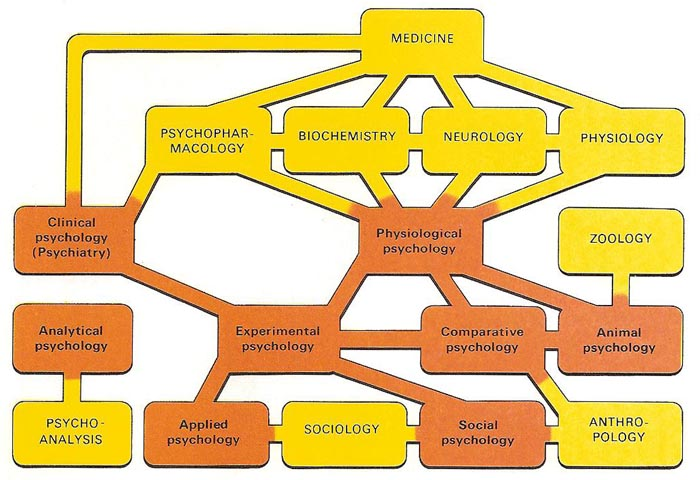 MEDICINE
PSYCHOPHAR-
MACOLOGY
BIOCHEMISTRY
NEUROLOGY
PHYSIOLOGY
Clinical
psychology
(Psychiatry)
Physiological
psychology
ZOOLOGY
Analytical
psychology
Experimental
psychology
Comparative
psychology
Animal
psychology
PSYCHO-
ANALYSIS
Applied
psychology
SOCIOLOGY
Social
psychology
ANTHRO-
POLOGY